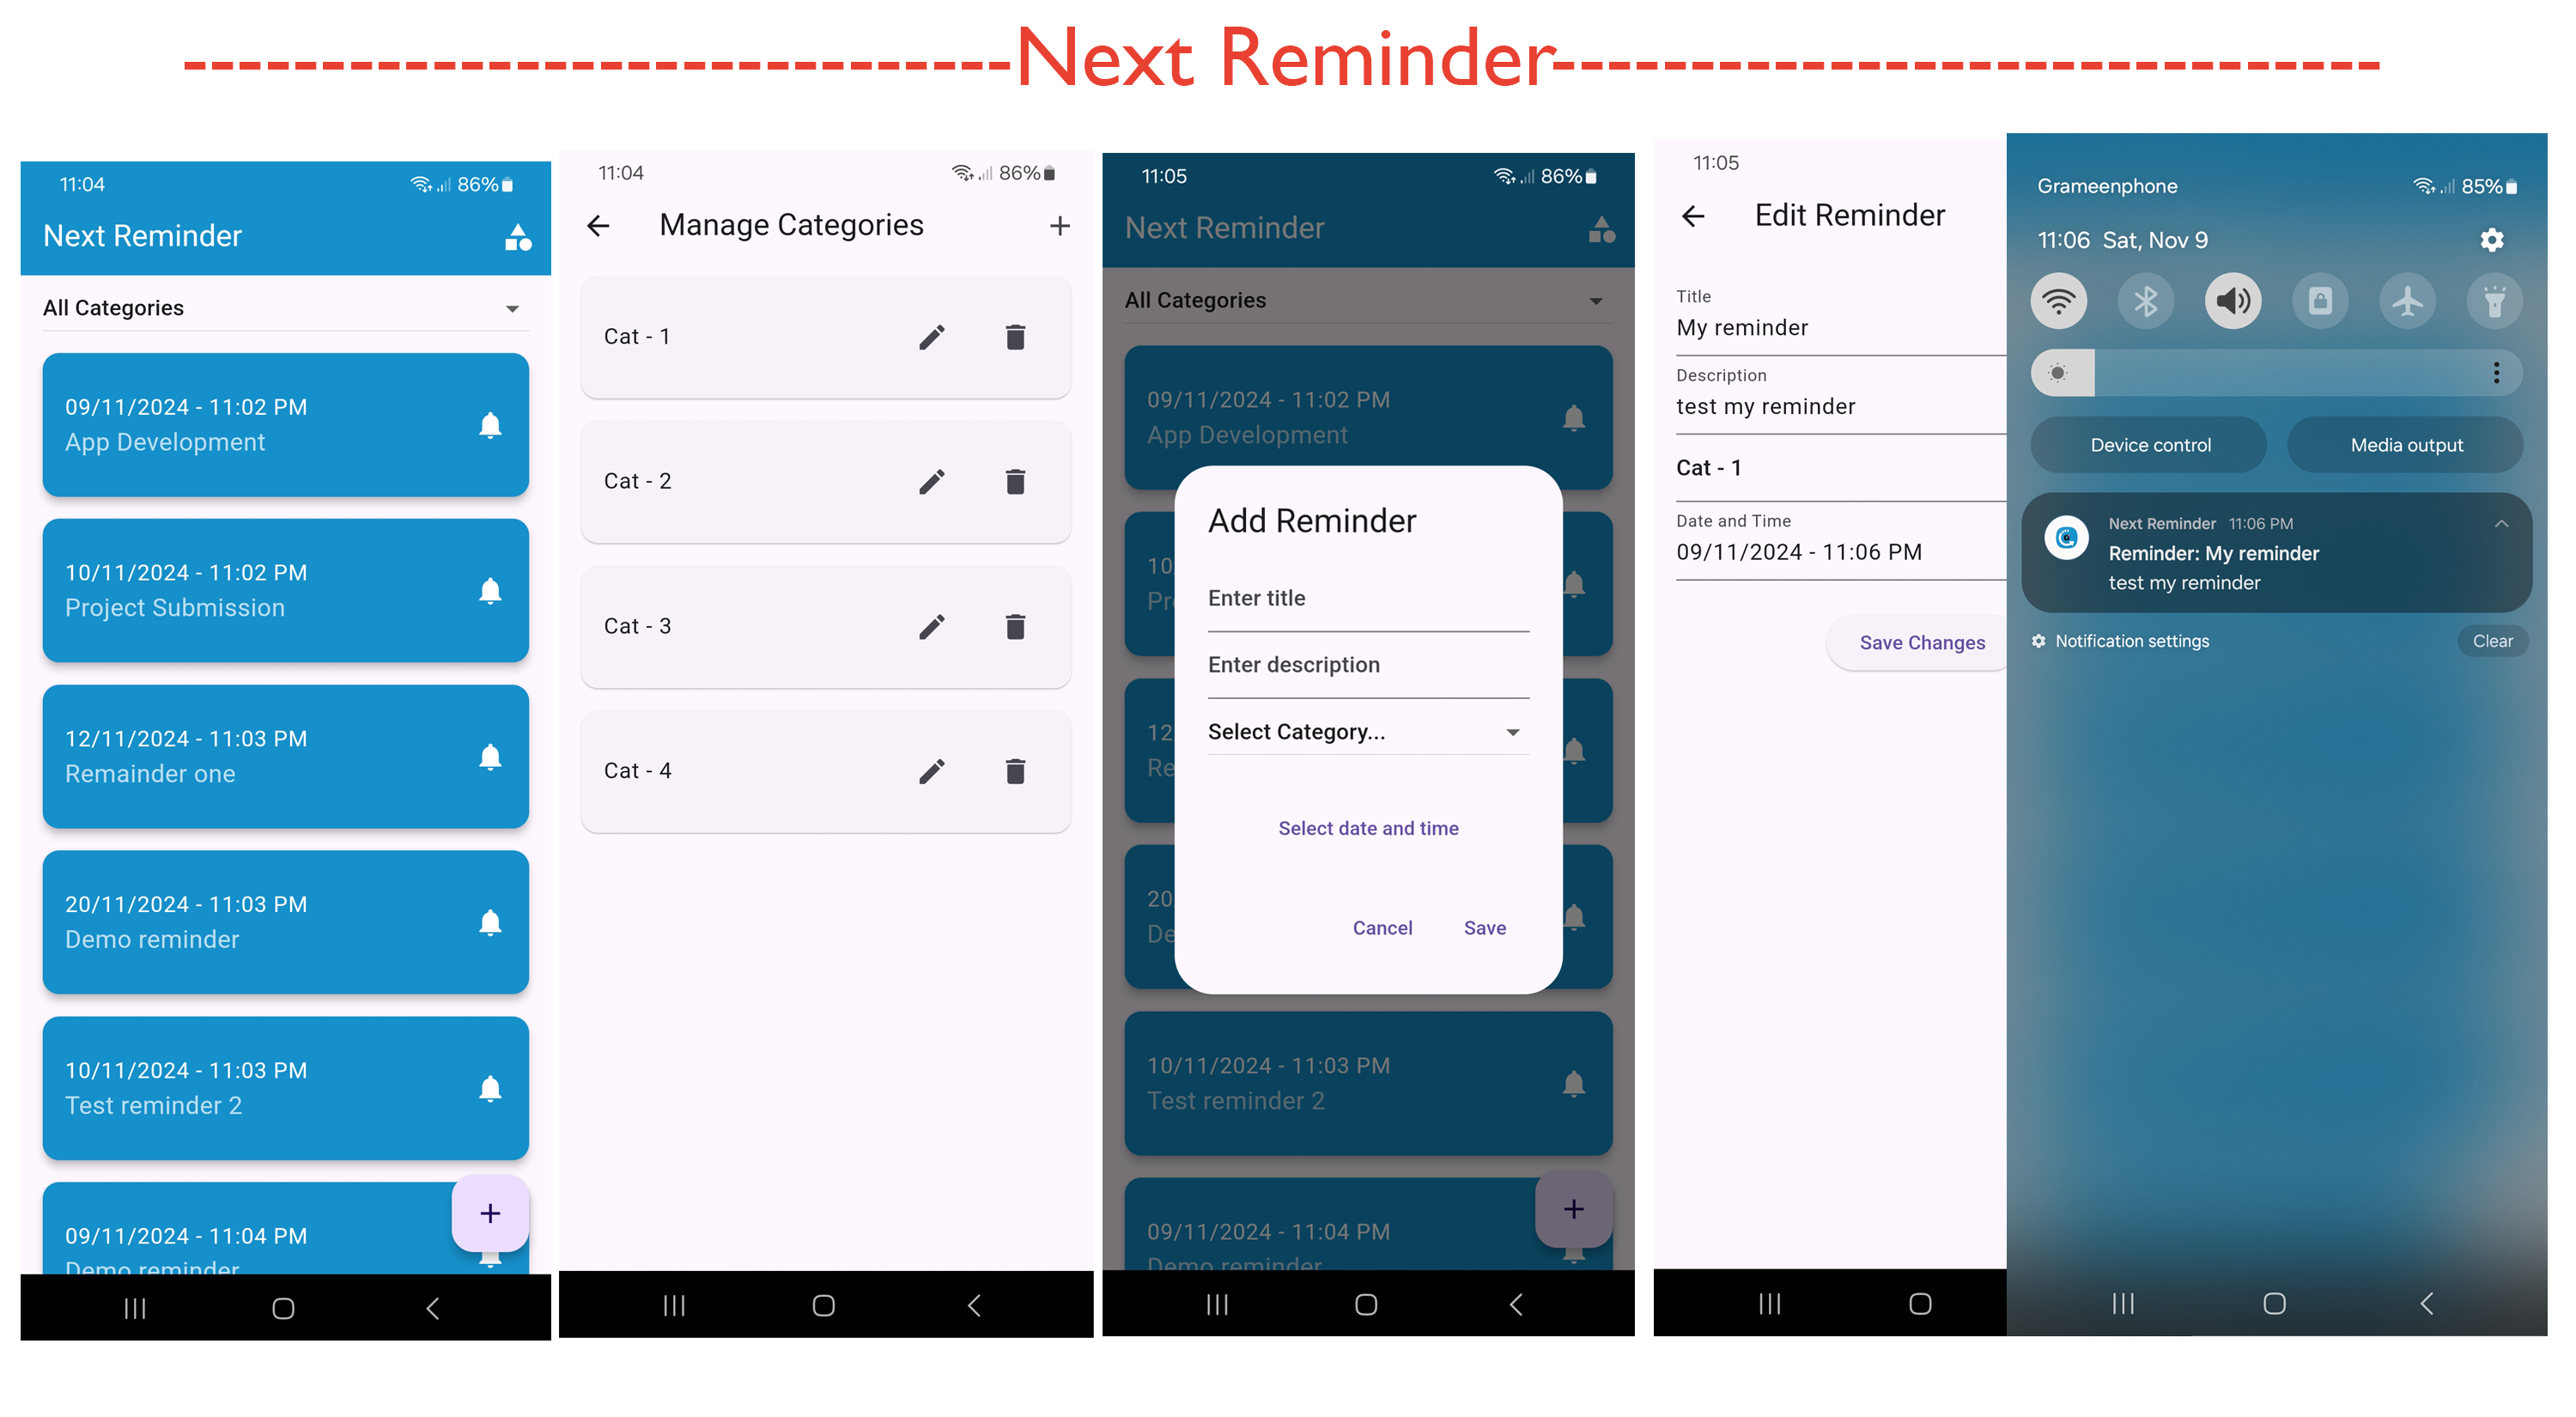 Next Reminder
11:04 86%
Next Reminder
All Categories
09/11/2024 - 11:02 PM
App Development
10/11/2024 - 11:02 PM
Project Submission
12/11/2024 - 11:03 PM
Remainder one
20/11/2024 - 11:03 PM
Demo reminder
10/11/2024 - 11:03 PM
Test reminder 2
09/11/2024 - 11:04 PM
Demo reminder
11:04 86%
Manage Categories
Cat - 1
Cat - 2
Cat - 3
Cat - 4
11:05 86%
Next Reminder
All Categories
09/11/2024 - 11:02 PM
App Development
10
Pr
12
Re
20
De
Add Reminder
Enter title
Enter description
Select Category...
Select date and time
Cancel Save
10/11/2024 - 11:03 PM
Test reminder 2
09/11/2024 - 11:04 PM
Demo reminder
11:05
Edit Reminder
Title
My reminder
Description
test my reminder
Cat - 1
Date and Time
09/11/2024 - 11:06 PM
Save Changes
Grameenphone 85%
11:06 Sat, Nov 9
Device control Media output
Next Reminder 11:06 PM
Reminder: My reminder
test my reminder
Notification settings Clear